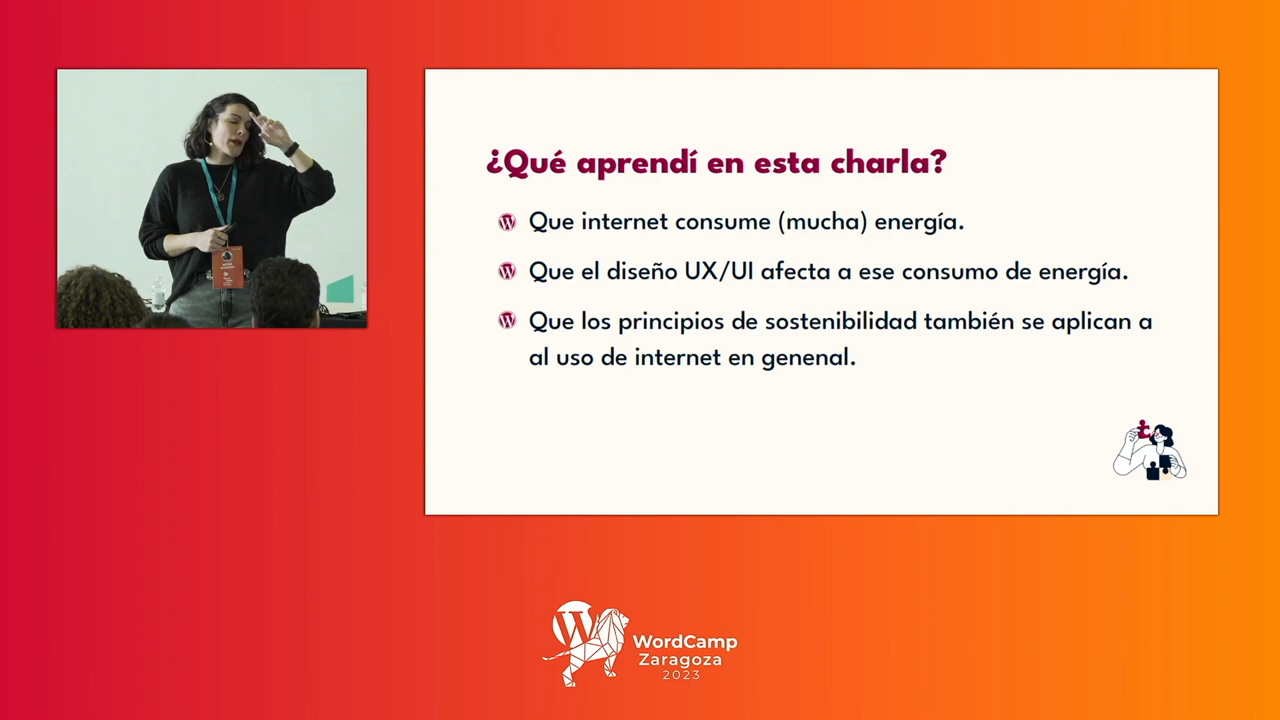 ¿Qué aprendí en esta charla?
Que internet consume (mucha) energía.
Que el diseño UX/UI afecta a ese consumo de energía.
Que los principios de sostenibilidad también se aplican a
al uso de internet en genenal.
WordCamp
Zaragoza
2023